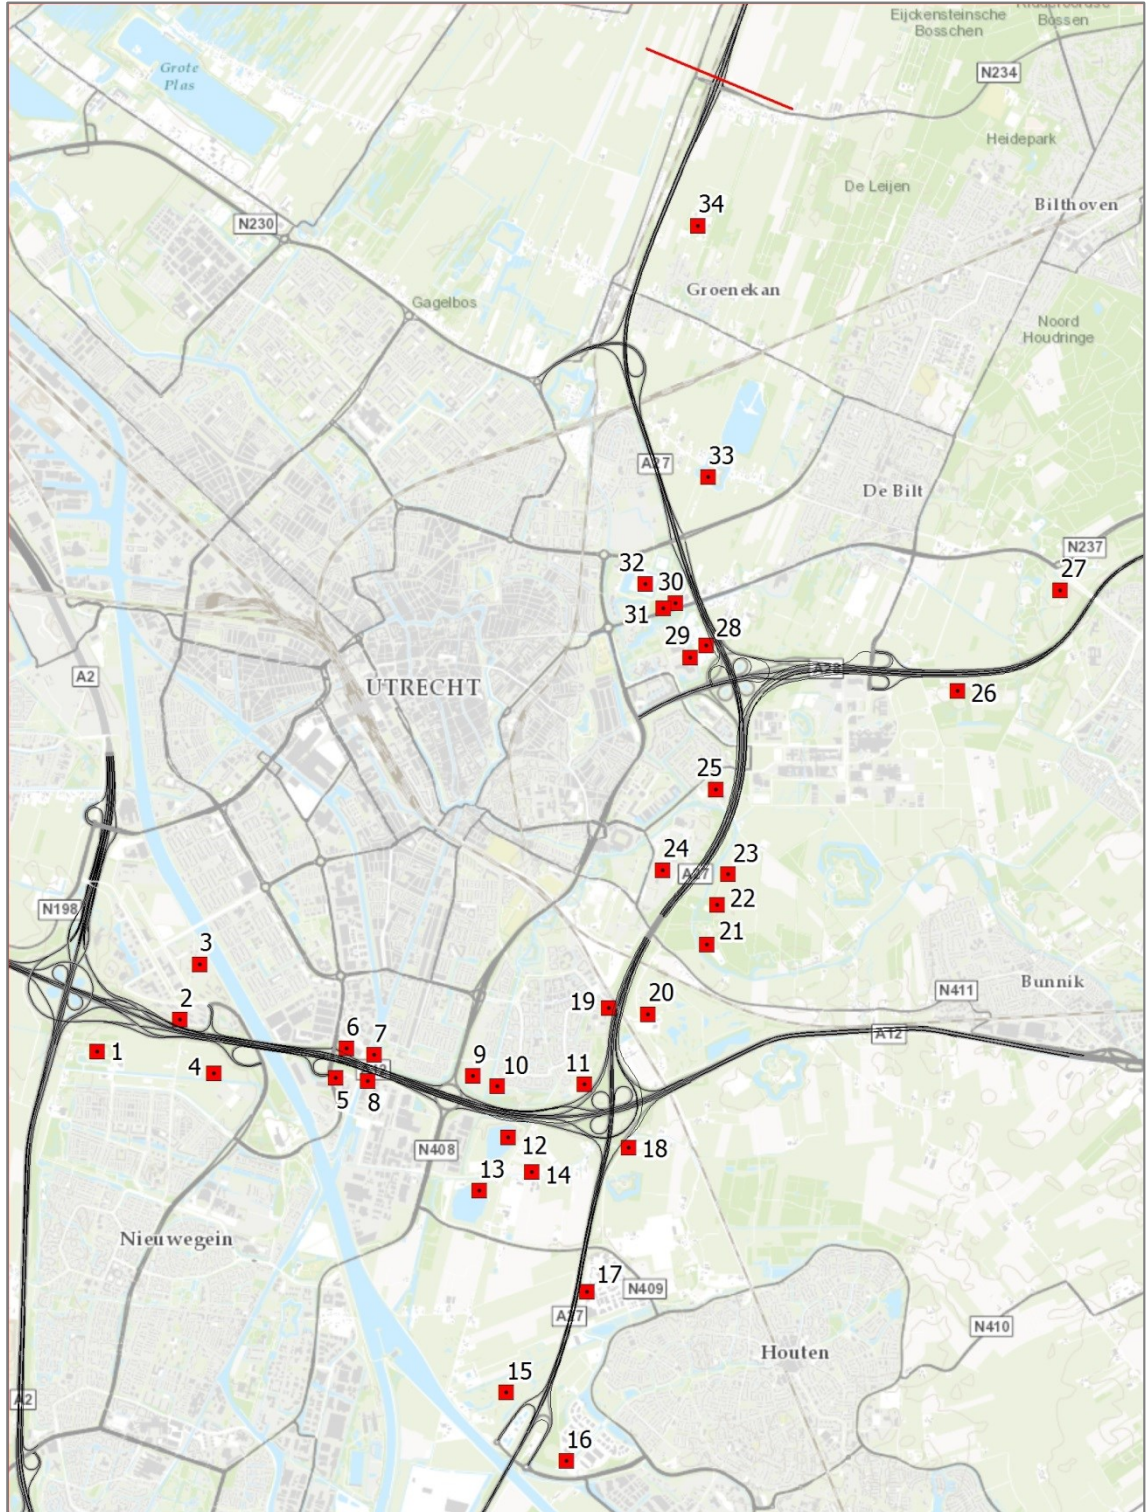 Eijckensteinsche
Bosschen
Ridderoordse
Bossen
Grote
Plas
N234
Heidepark
De Leijen
Bilthoven
34
N230
Groenekan
Gagelbos
Noord
Houdringe
A27
33
De Bilt
N237
32
30
27
31
28
29
A28
A2
UTRECHT
26
25
24
A27
23
N198
22
21
3
Bunnik
N411
2
19
20
A12
6
7
1
4
9
10
11
5
8
N408
12
18
13
14
Nieuwegein
17
N409
A27
N410
Houten
15
A2
16